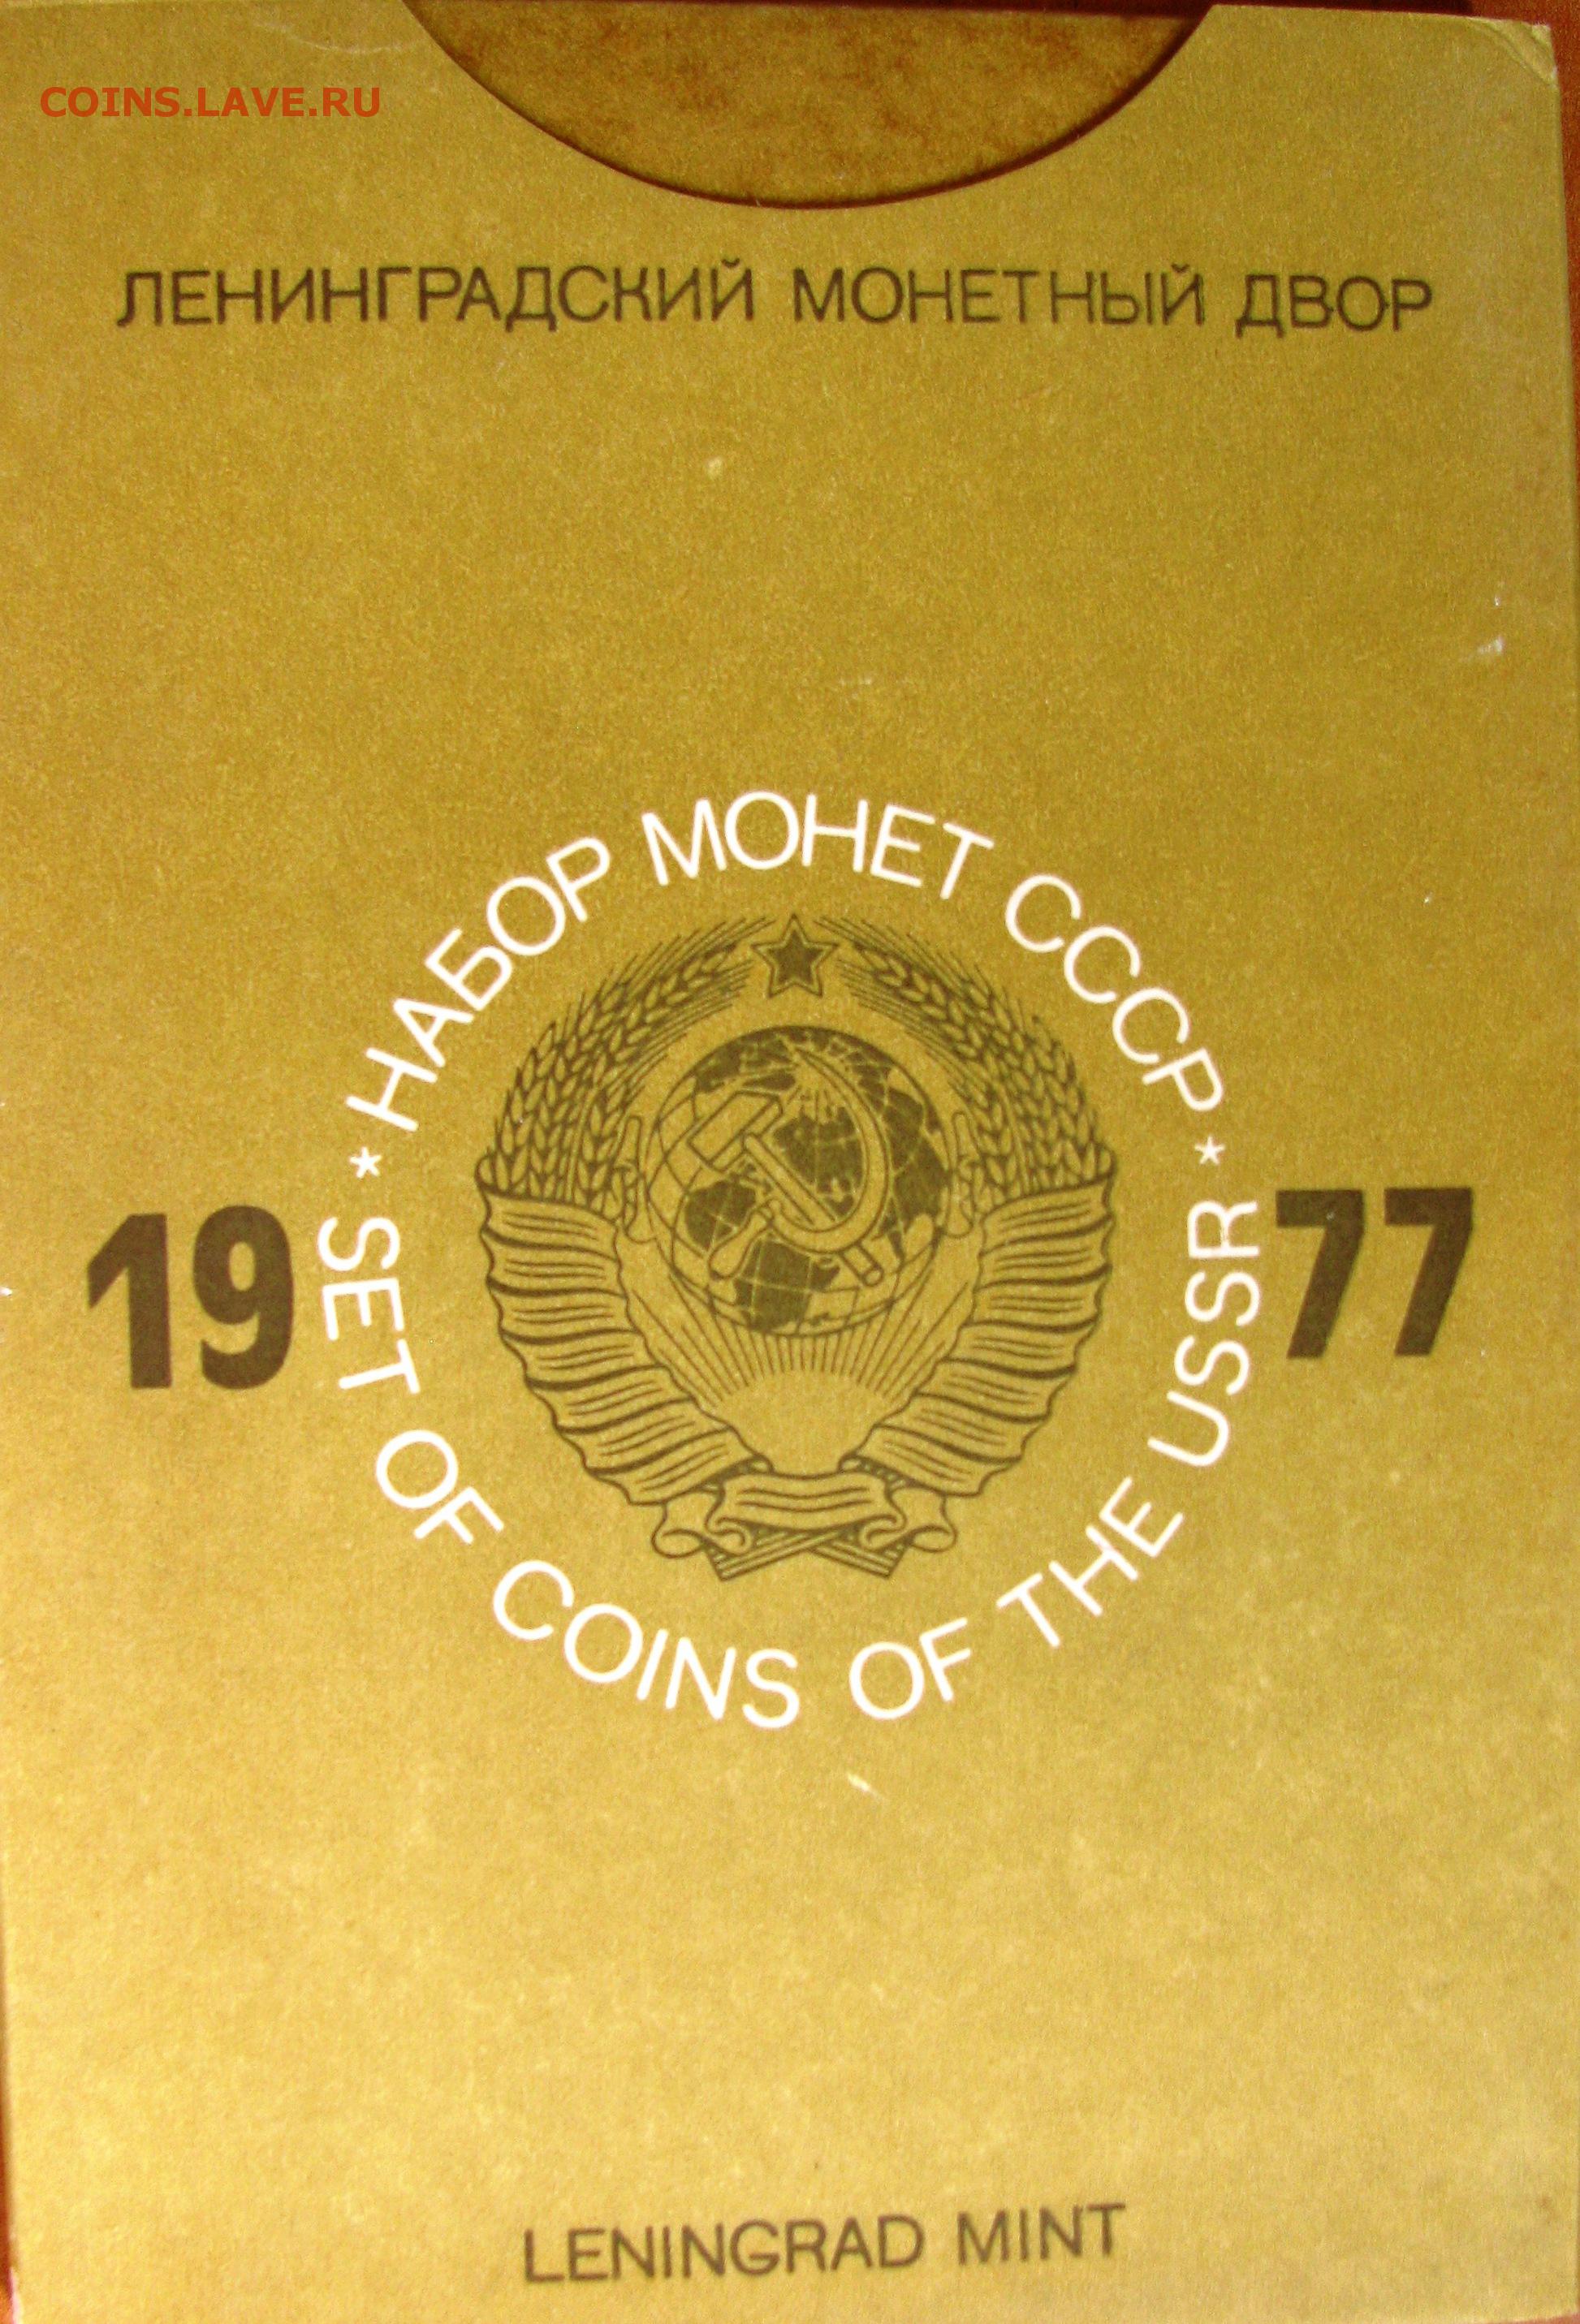 COINS.LAVE.RU
ЛЕНИНГРАДСКИЙ МОНЕТНЫЙ ДВОР
* НАБОР МОНЕТ СССР *
19 77
SET OF COINS OF THE USSR
LENINGRAD MINT